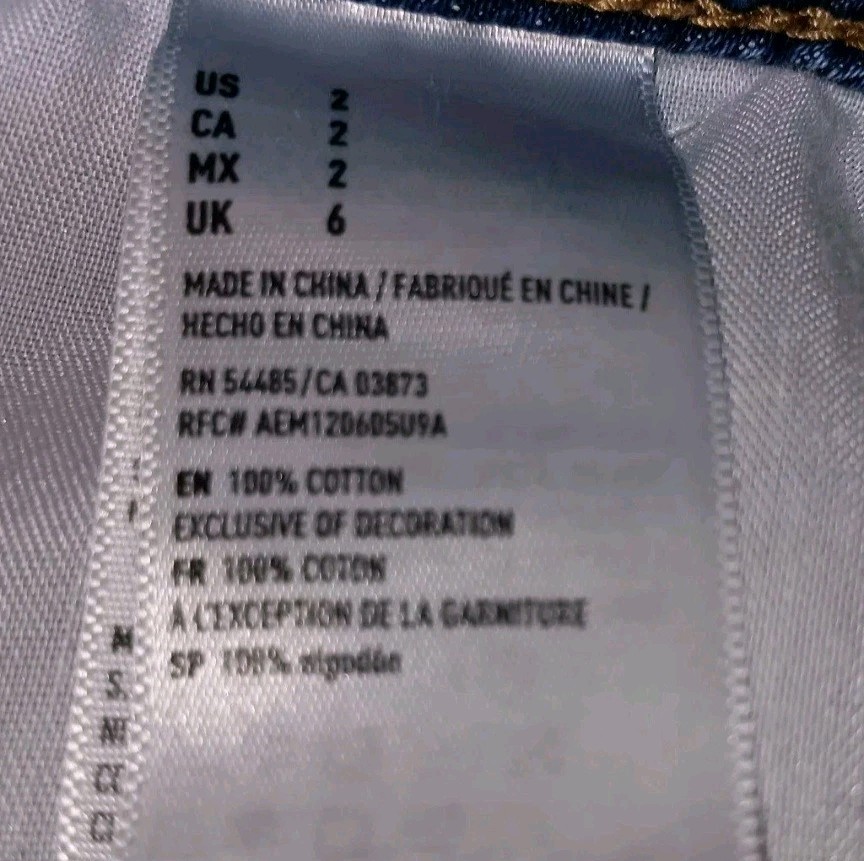 US 2
CA 2
MX 2
UK 6
MADE IN CHINA / FABRIQUÉ EN CHINE /
HECHO EN CHINA
RN 54485/CA 03873
RFC# AEM120605U9A
EN 100% COTTON
EXCLUSIVE OF DECORATION
FR 100% COTON
À L'EXCEPTION DE LA GARNITURE
SP 100% algodón